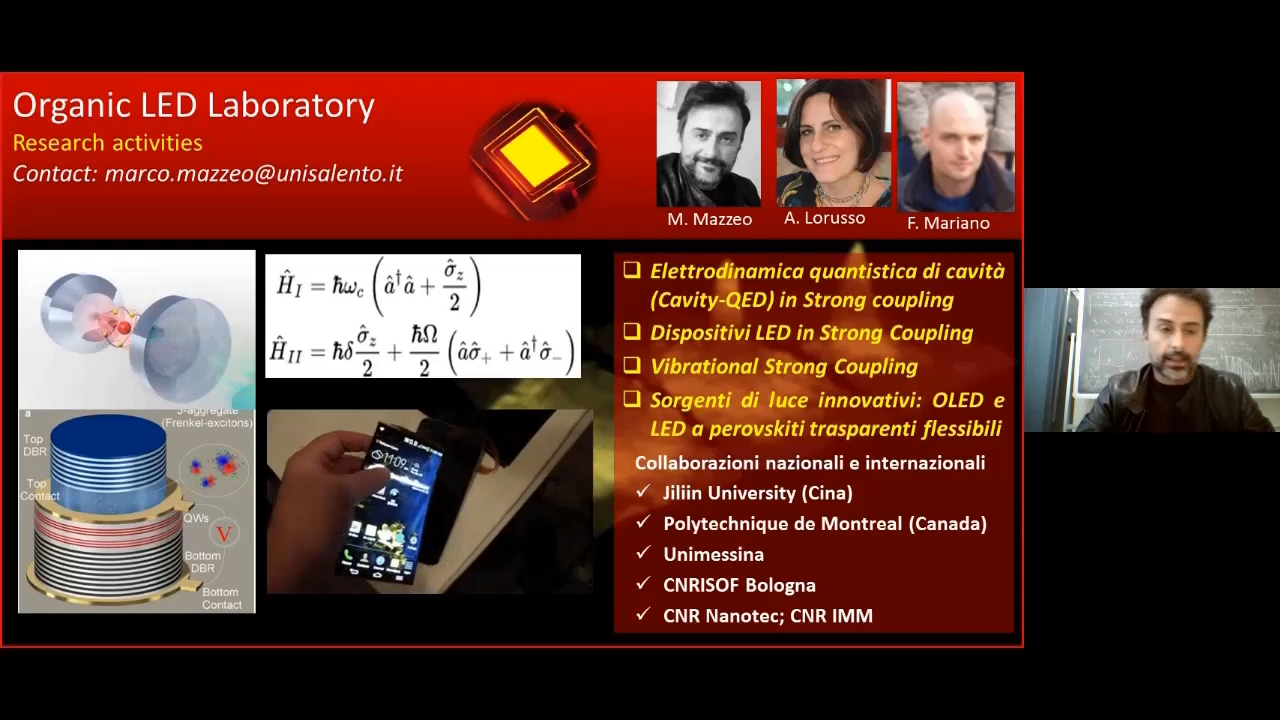 Organic LED Laboratory
Research activities
Contact: marco.mazzeo@unisalento.it
M. Mazzeo
A. Lorusso
F. Mariano
Ĥ_I = ħω_c (â†â + σ̂_z/2)
Ĥ_II = ħδ σ̂_z/2 + ħΩ/2 (âσ̂₊ + â†σ̂₋)
a
J-aggregate
(Frenkel-excitons)
Top
DBR
Top
Contact
QWs
V
Bottom
DBR
Bottom
Contact
11:09
❑ Elettrodinamica quantistica di cavità
(Cavity-QED) in Strong coupling
❑ Dispositivi LED in Strong Coupling
❑ Vibrational Strong Coupling
❑ Sorgenti di luce innovativi: OLED e
LED a perovskiti trasparenti flessibili
Collaborazioni nazionali e internazionali
✓ Jiliin University (Cina)
✓ Polytechnique de Montreal (Canada)
✓ Unimessina
✓ CNRISOF Bologna
✓ CNR Nanotec; CNR IMM